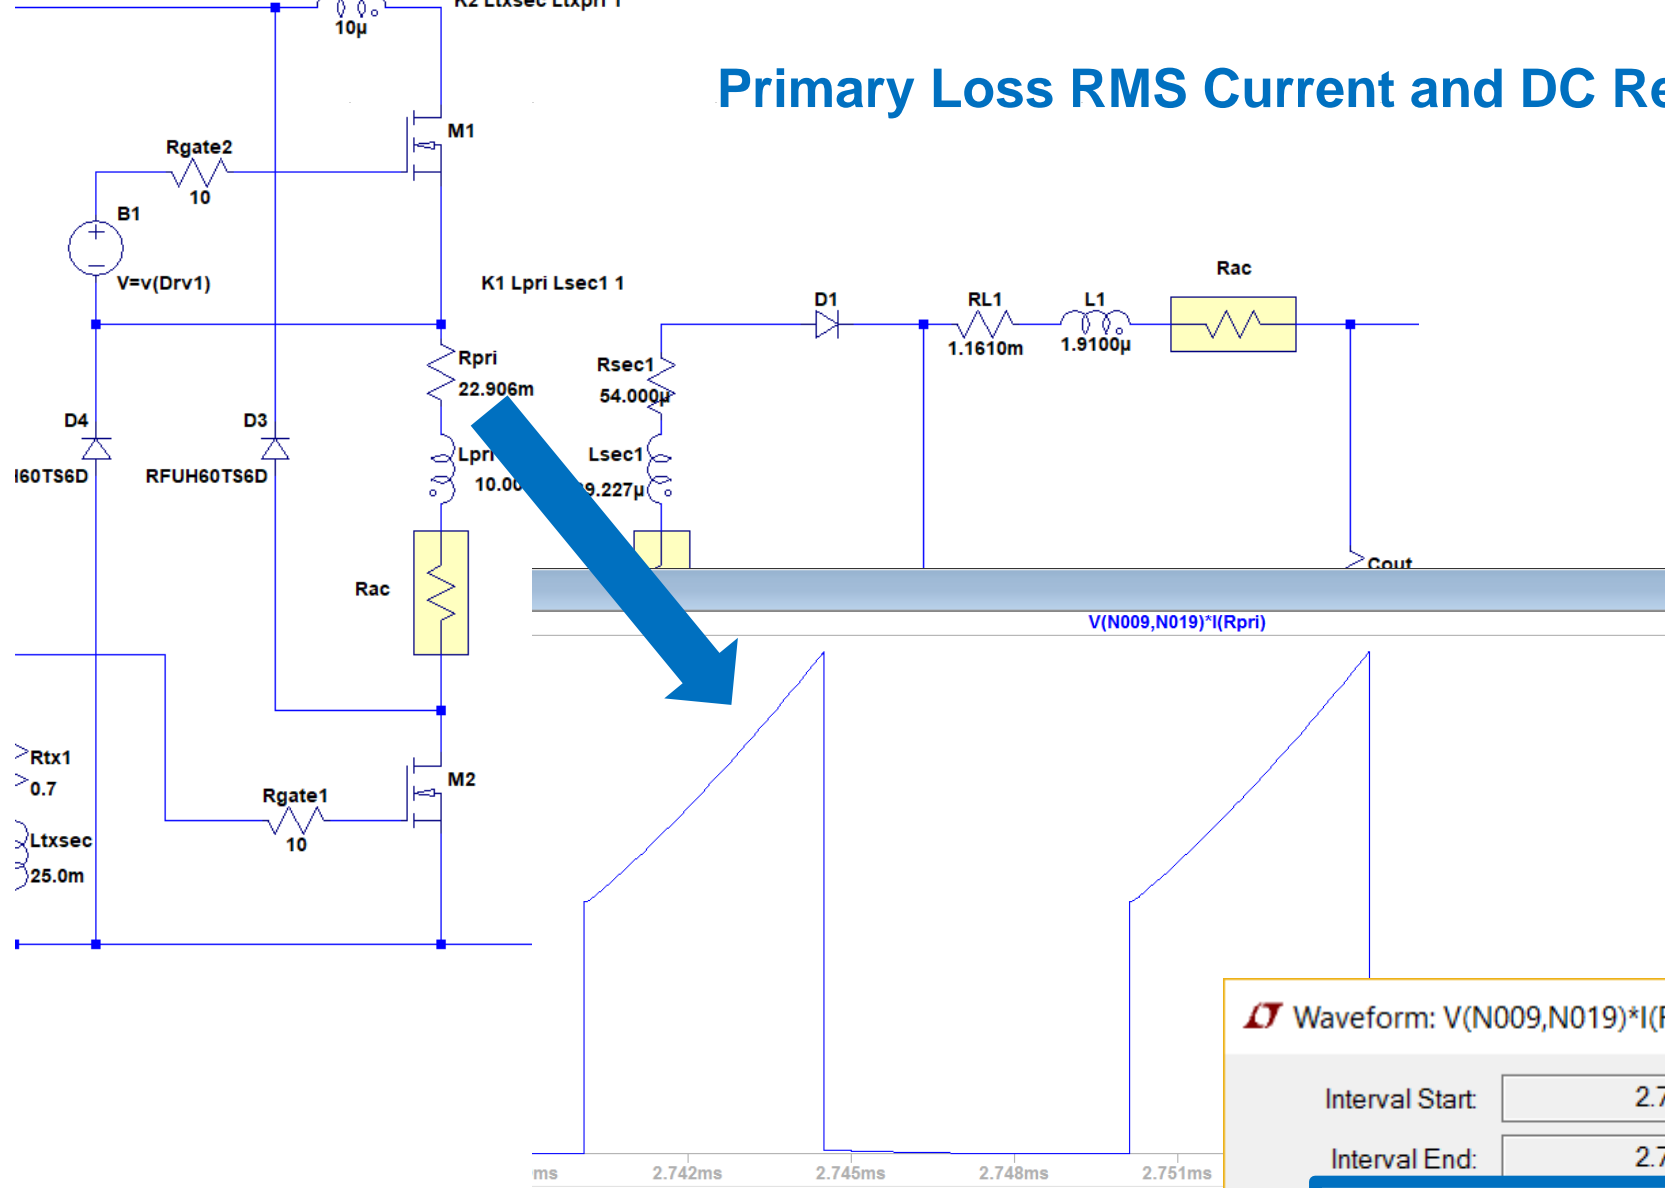 10µ
Primary Loss RMS Current and DC
M1
Rgate2
10
B1
V=v(Drv1)
K1 Lpri Lsec1 1
Rac
D1
RL1
L1
1.1610m
1.9100µ
Rpri
22.906m
Rsec1
54.000µ
D4
D3
RFUH60TS6D
Lsec1
Rac
Cout
V(N009,N019)*I(Rpri)
Rtx1
0.7
M2
Rgate1
10
Ltxsec
25.0m
Waveform:
Interval Start:
Interval End:
2.742ms
2.745ms
2.748ms
2.751ms